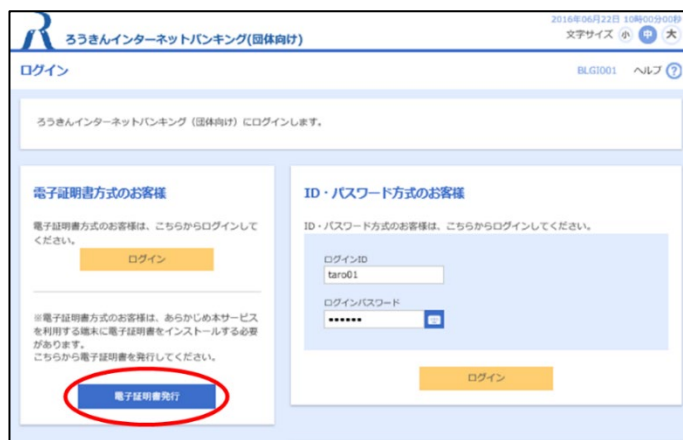 2016年06月22日 10時00分00秒
ろうきんインターネットバンキング(団体向け)
文字サイズ 小 中 大
ログイン
BLGI001 ヘルプ ?
ろうきんインターネットバンキング（団体向け）にログインします。
電子証明書方式のお客様
電子証明書方式のお客様は、こちらからログインして
ください。
ログイン
※電子証明書方式のお客様は、あらかじめ本サービス
を利用する端末に電子証明書をインストールする必要
があります。
こちらから電子証明書を発行してください。
電子証明書発行
ID・パスワード方式のお客様
ID・パスワード方式のお客様は、こちらからログインしてください。
ログインID
taro01
ログインパスワード
••••••
ログイン